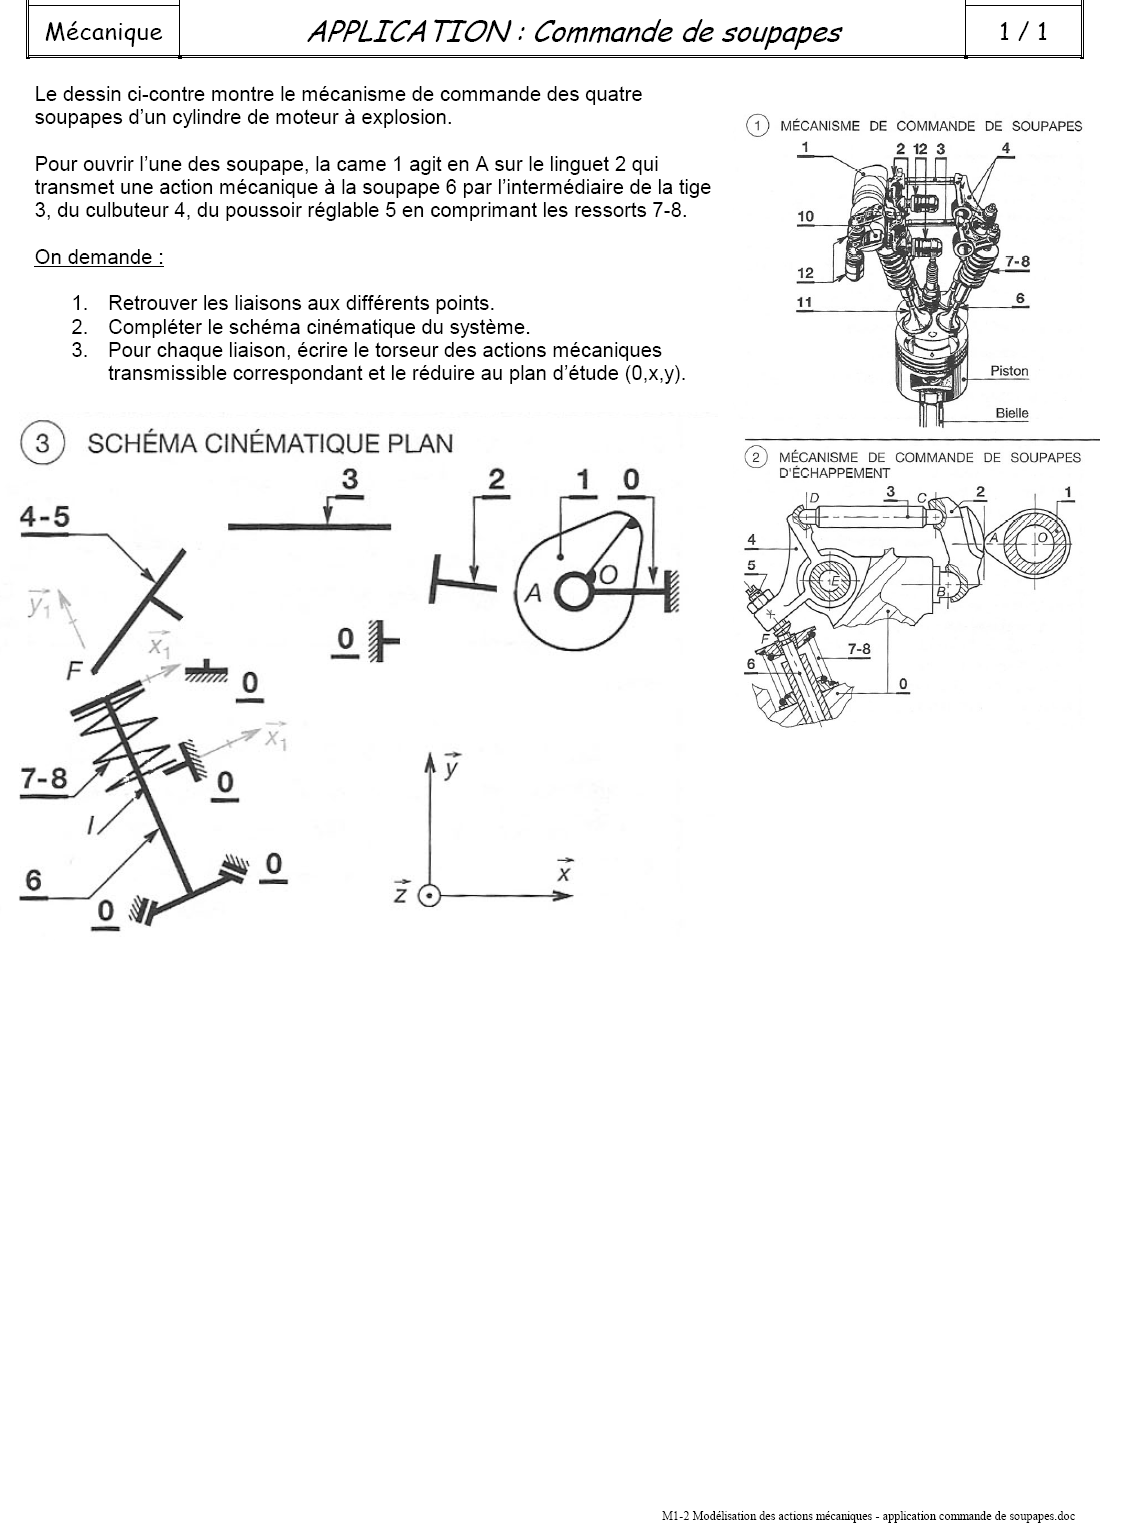 Mécanique
APPLICATION : Commande de soupapes
1 / 1
Le dessin ci-contre montre le mécanisme de commande des quatre
soupapes d’un cylindre de moteur à explosion.
Pour ouvrir l’une des soupape, la came 1 agit en A sur le linguet 2 qui
transmet une action mécanique à la soupape 6 par l’intermédiaire de la tige
3, du culbuteur 4, du poussoir réglable 5 en comprimant les ressorts 7-8.
On demande :
1. Retrouver les liaisons aux différents points.
2. Compléter le schéma cinématique du système.
3. Pour chaque liaison, écrire le torseur des actions mécaniques
transmissible correspondant et le réduire au plan d’étude (0,x,y).
1 MÉCANISME DE COMMANDE DE SOUPAPES
1 2 12 3 4
10
12
7-8
11
6
Piston
Bielle
2 MÉCANISME DE COMMANDE DE SOUPAPES
D'ÉCHAPPEMENT
D 3 C 2 1
A O
4
5
E
B
F
7-8
6
0
3 SCHÉMA CINÉMATIQUE PLAN
3 2 1 0
4-5
A O
y1
x1
F
0
0
x1
7-8
0
I
y
6
0
0
x
z
M1-2 Modélisation des actions mécaniques - application commande de soupapes.doc